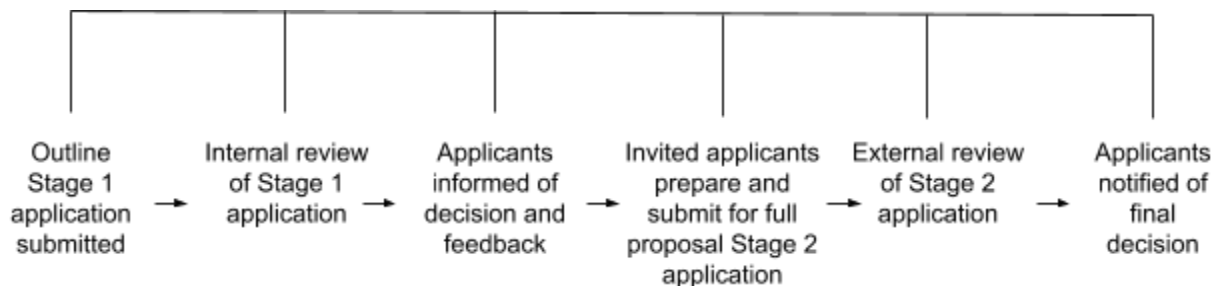 Outline
Stage 1
application
submitted
Internal review
of Stage 1
application
Applicants
informed of
decision and
feedback
Invited applicants
prepare and
submit for full
proposal Stage 2
application
External review
of Stage 2
application
Applicants
notified of
final
decision